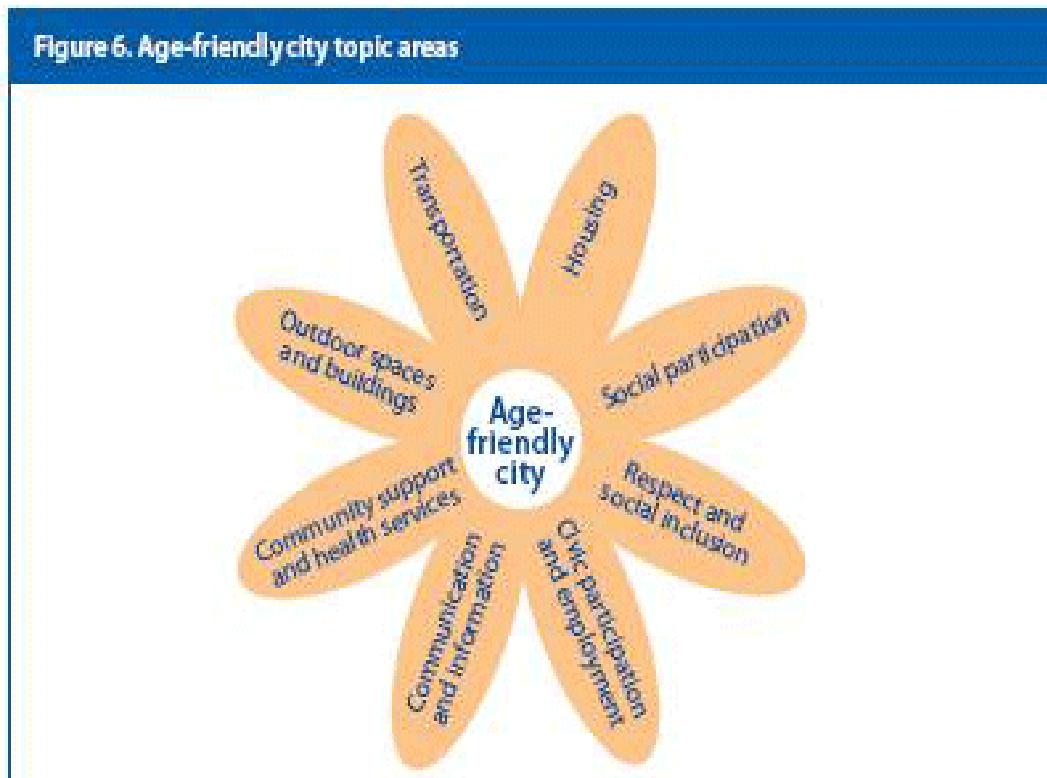 Figure 6. Age-friendly city topic areas
Transportation
Housing
Social participation
Respect and
social inclusion
Civic participation
and employment
Communication
and information
Community support
and health services
Outdoor spaces
and buildings
Age-
friendly
city